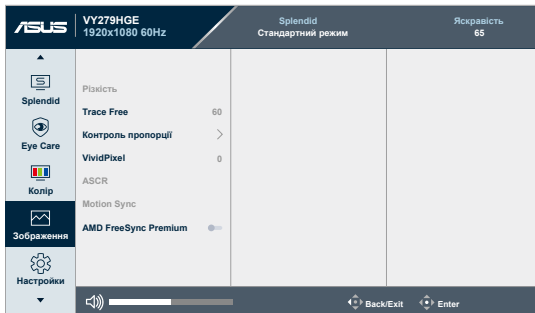 ASUS
VY279HGE
1920x1080 60Hz
Splendid
Стандартний режим
Яскравість
65
Splendid
Eye Care
Колір
Зображення
Настройки
Різкість
Trace Free 60
Контроль пропорції
VividPixel 0
ASCR
Motion Sync
AMD FreeSync Premium
Back/Exit
Enter